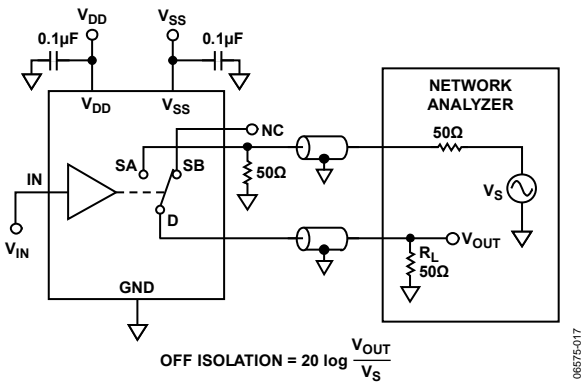 VDD
VSS
0.1µF
0.1µF
VDD
VSS
NETWORK
ANALYZER
NC
50Ω
SA
SB
50Ω
IN
VS
D
VOUT
VIN
RL
50Ω
GND
OFF ISOLATION = 20 log VOUT
VS
06575-017